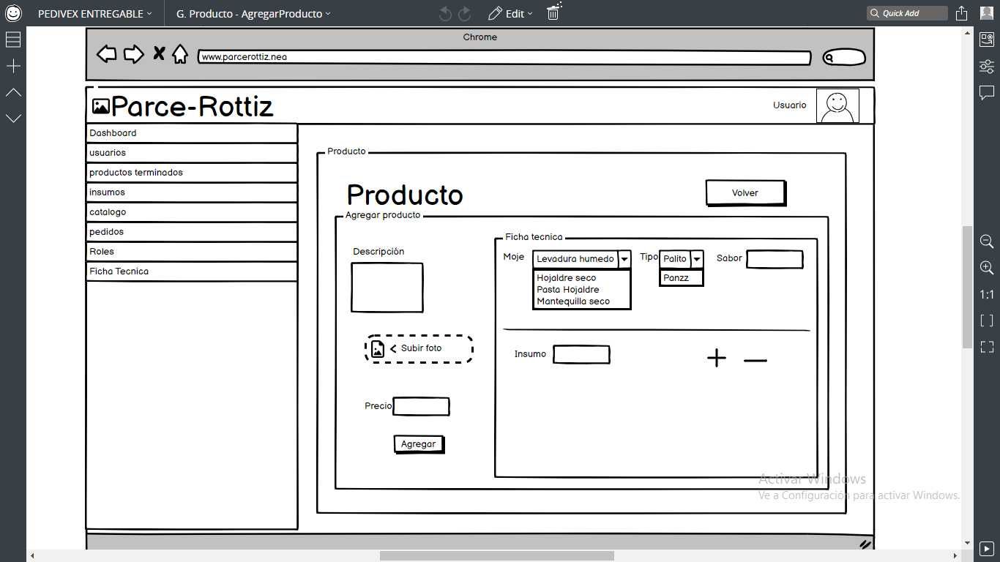 PEDIVEX ENTREGABLE
G. Producto - AgregarProducto
Edit
Quick Add
Chrome
www.parcerottiz.nea
Parce-Rottiz
Usuario
Dashboard
usuarios
productos terminados
insumos
catalogo
pedidos
Roles
Ficha Tecnica
Producto
Producto
Volver
Agregar producto
Descripción
Subir foto
Precio
Agregar
Ficha tecnica
Moje
Levadura humedo
Hojaldre seco
Pasta Hojaldre
Mantequilla seco
Tipo
Palito
Panzz
Sabor
Insumo
1:1
Activar Windows
Ve a Configuración para activar Windows.